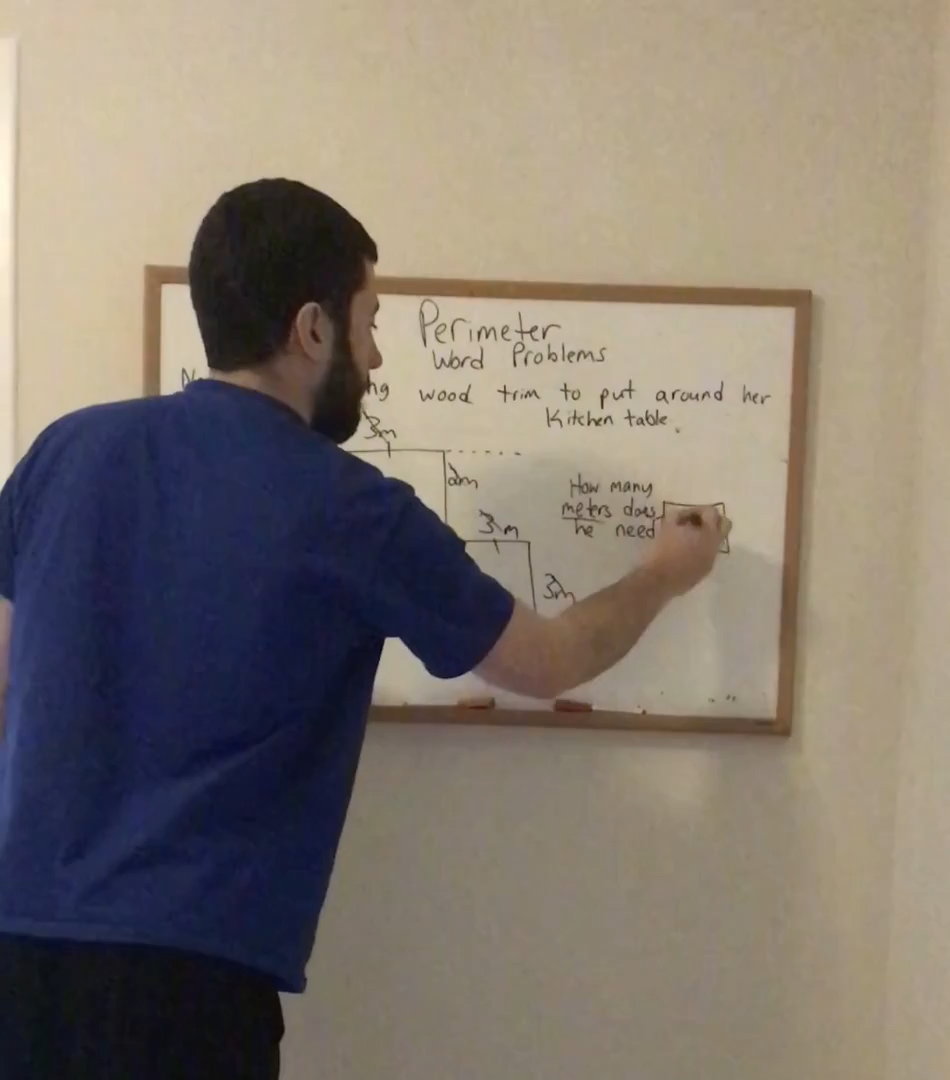 Perimeter
Word Problems
wood trim to put around her
Kitchen table.
3m
2m
How many
meters does
he need
3m
3m